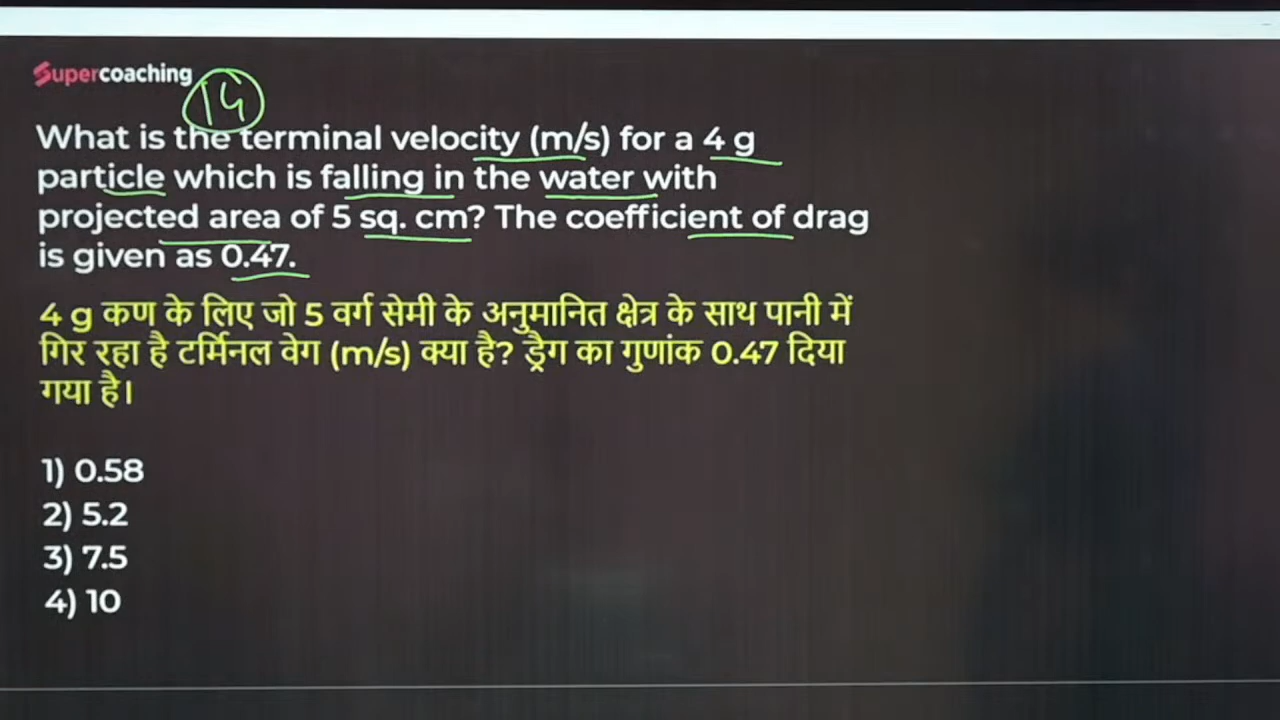 Supercoaching
14
What is the terminal velocity (m/s) for a 4 g
particle which is falling in the water with
projected area of 5 sq. cm? The coefficient of drag
is given as 0.47.
4 g कण के लिए जो 5 वर्ग सेमी के अनुमानित क्षेत्र के साथ पानी में
गिर रहा है टर्मिनल वेग (m/s) क्या है? ड्रैग का गुणांक 0.47 दिया
गया है।
1) 0.58
2) 5.2
3) 7.5
4) 10